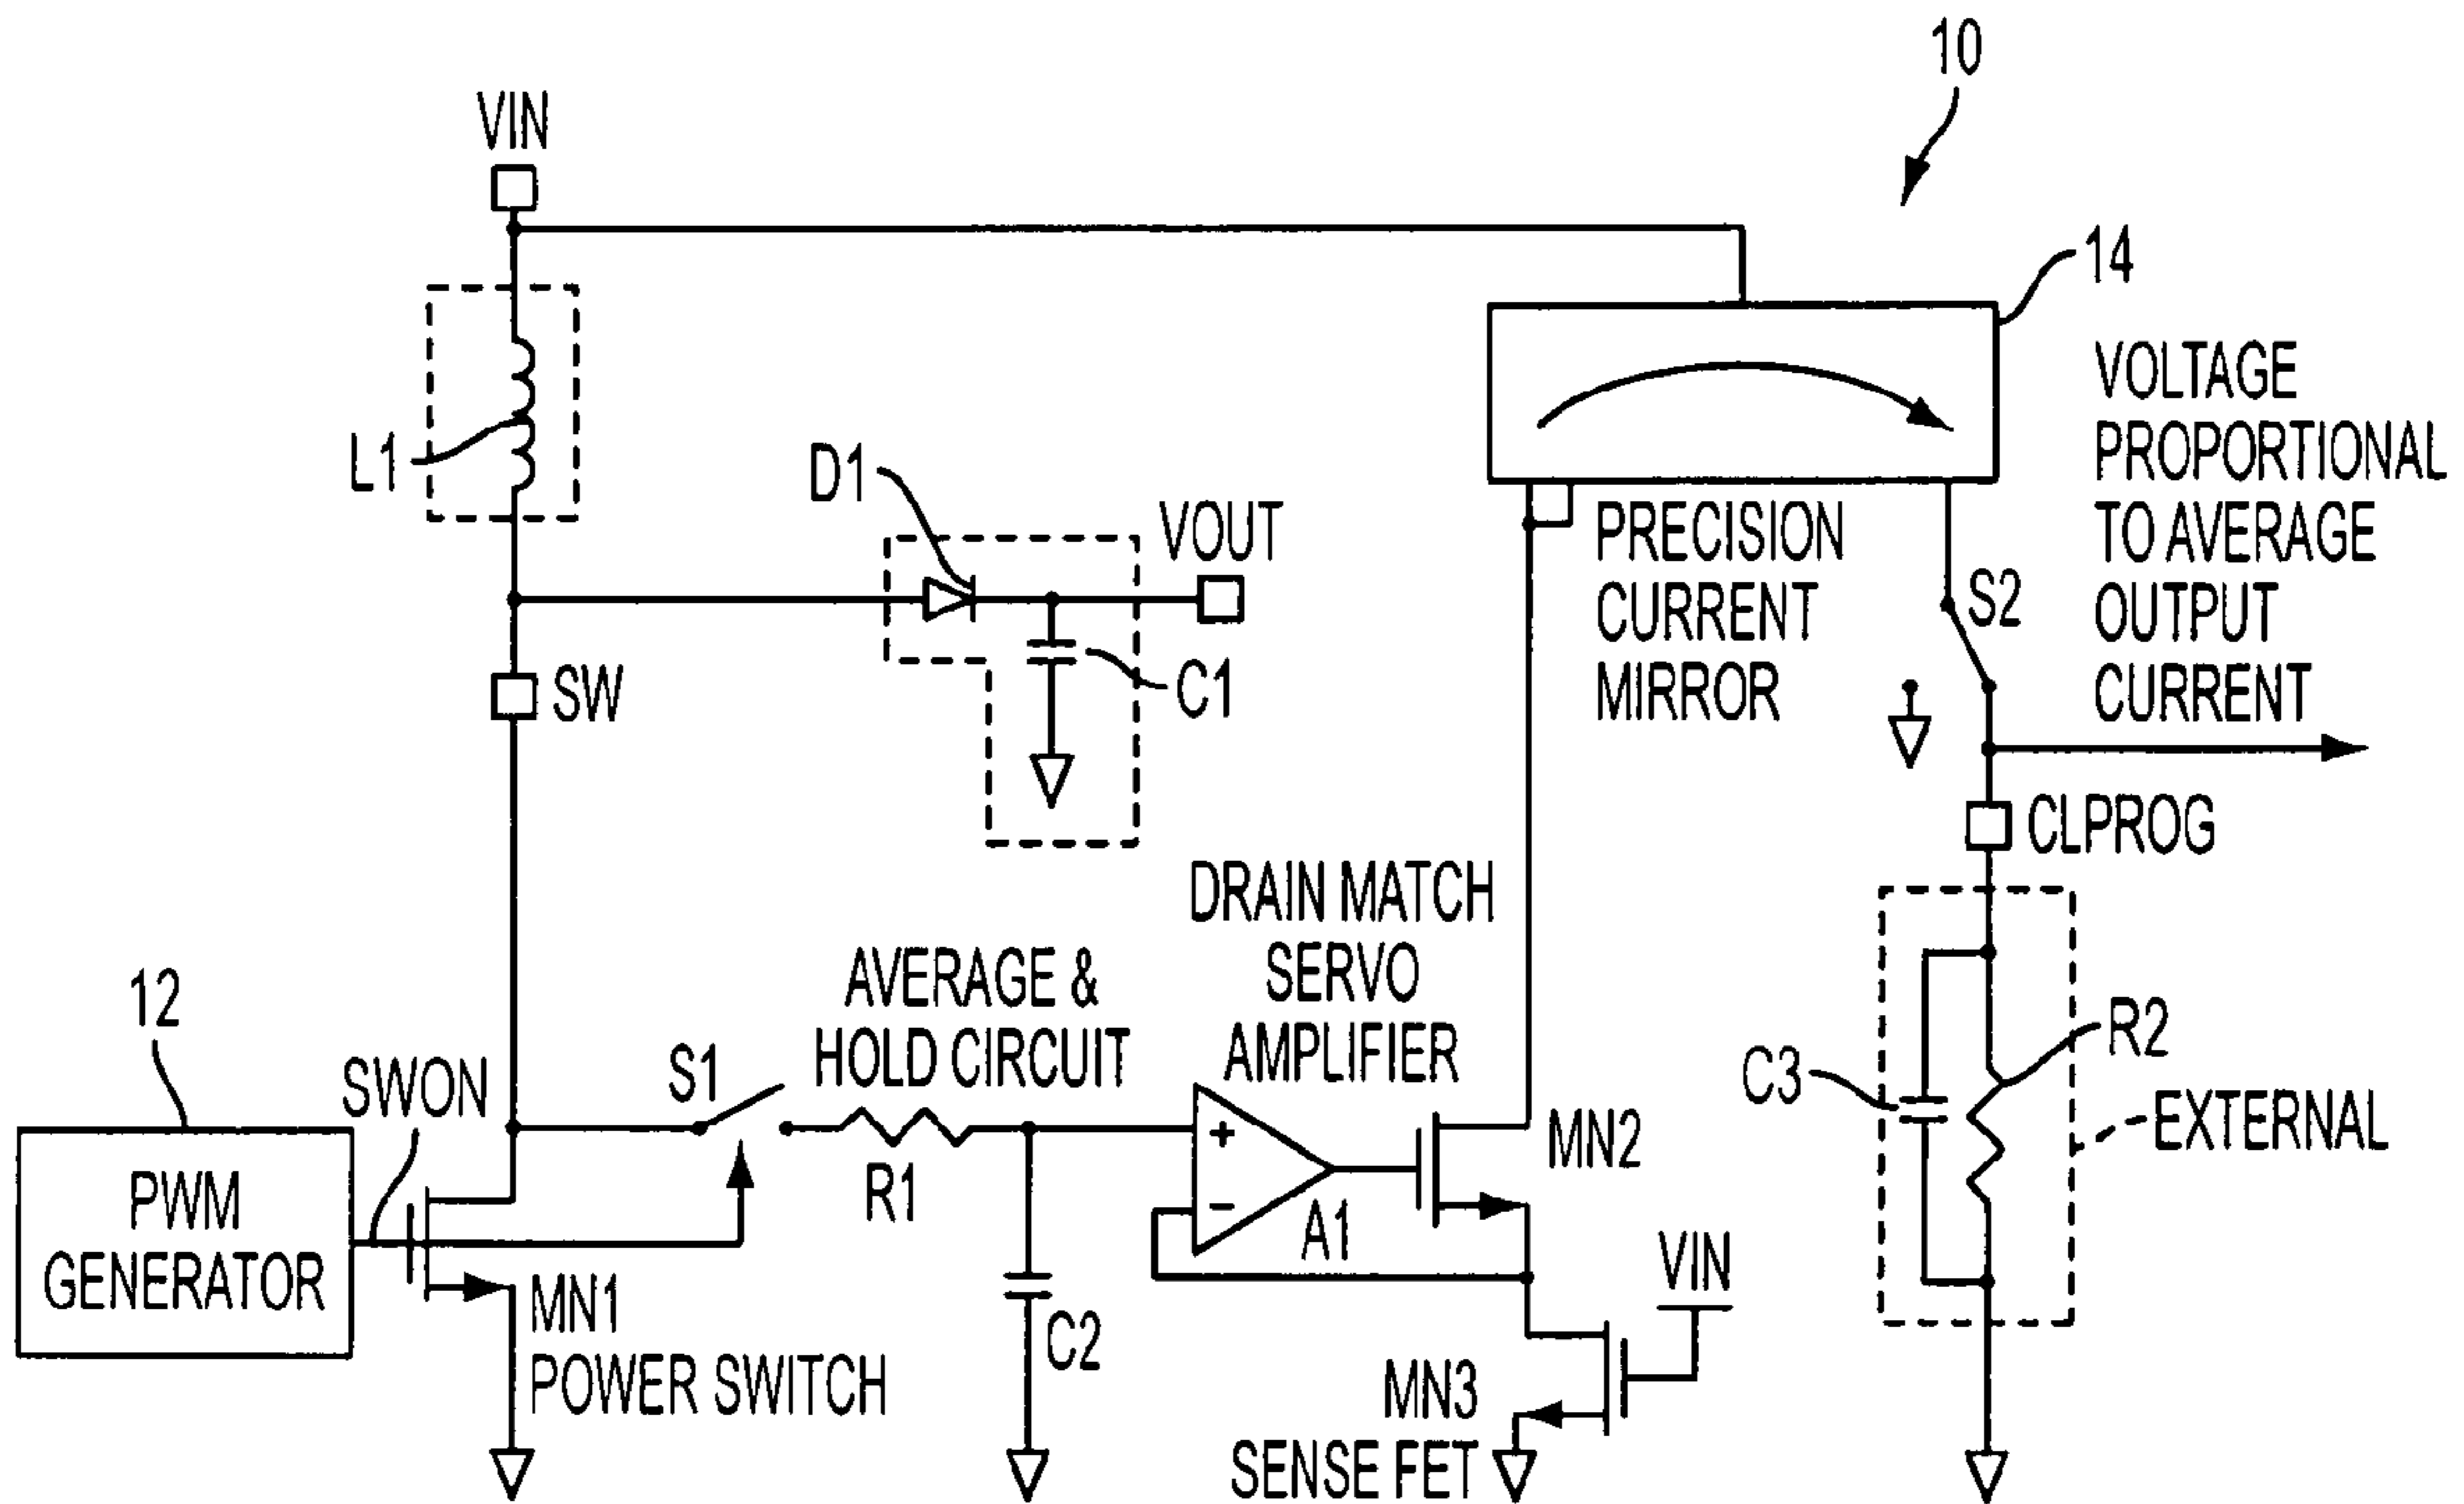 10
VIN
14
VOLTAGE
PROPORTIONAL
TO AVERAGE
OUTPUT
CURRENT
L1
D1
VOUT
PRECISION
CURRENT
MIRROR
S2
SW
C1
CLPROG
DRAIN MATCH
SERVO
AMPLIFIER
AVERAGE &
HOLD CIRCUIT
12
SWON
S1
R2
C3
EXTERNAL
PWM
GENERATOR
R1
+
−
A1
MN2
VIN
MN1
POWER SWITCH
C2
MN3
SENSE FET